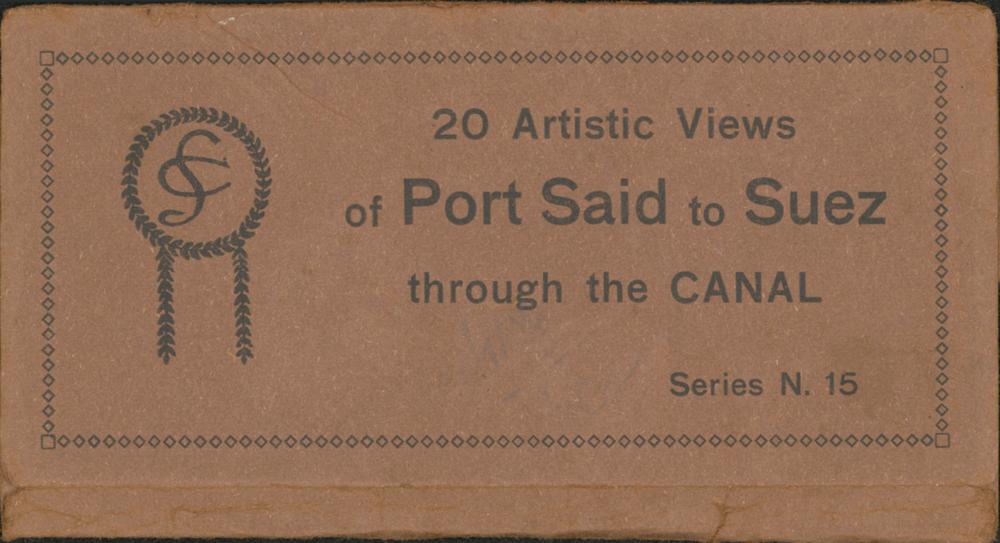 20 Artistic Views
of Port Said to Suez
through the CANAL
Series N. 15